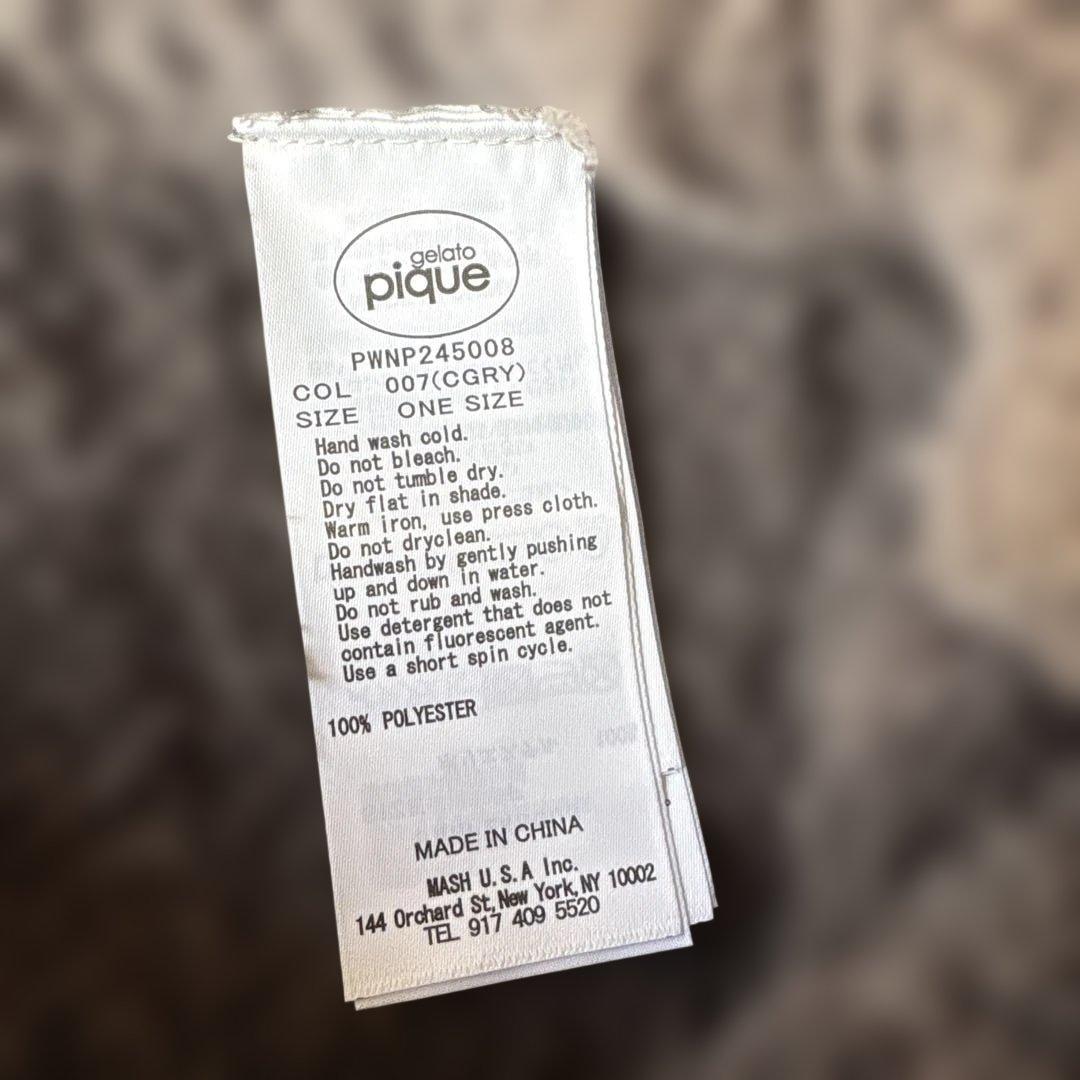 gelato
pique
PWNP245008
COL 007(CGRY)
SIZE ONE SIZE
Hand wash cold.
Do not bleach.
Do not tumble dry.
Dry flat in shade.
Warm iron, use press cloth.
Do not dryclean.
Handwash by gently pushing
up and down in water.
Do not rub and wash.
Use detergent that does not
contain fluorescent agent.
Use a short spin cycle.
100% POLYESTER
MADE IN CHINA
MASH U.S.A Inc.
144 Orchard St,New York,NY 10002
TEL 917 409 5520